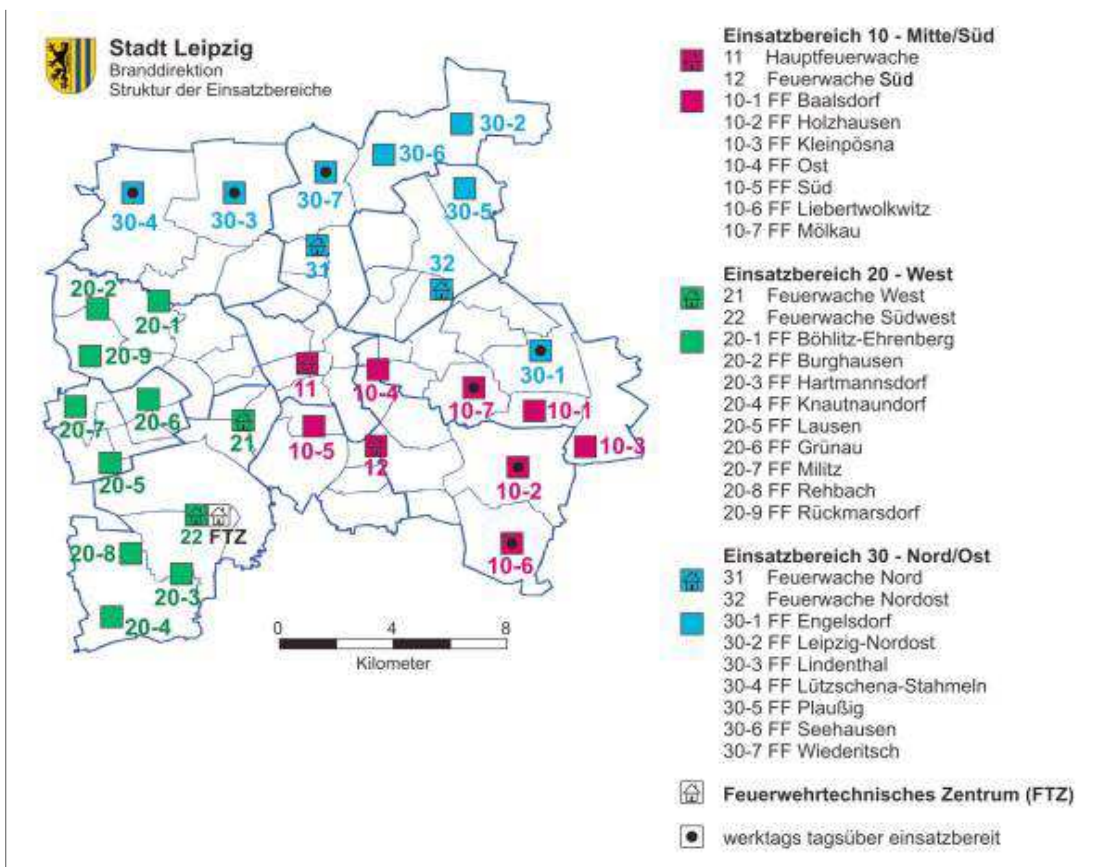 Stadt Leipzig
Branddirektion
Struktur der Einsatzbereiche
30-2
30-6
30-7
30-4
30-3
30-5
31
32
20-2
20-1
20-9
30-1
11
10-4
10-7
10-1
20-7
20-6
21
10-5
12
10-3
20-5
10-2
22 FTZ
20-8
10-6
20-3
20-4
0 4 8
Kilometer
Einsatzbereich 10 - Mitte/Süd
11 Hauptfeuerwache
12 Feuerwache Süd
10-1 FF Baalsdorf
10-2 FF Holzhausen
10-3 FF Kleinpösna
10-4 FF Ost
10-5 FF Süd
10-6 FF Liebertwolkwitz
10-7 FF Mölkau
Einsatzbereich 20 - West
21 Feuerwache West
22 Feuerwache Südwest
20-1 FF Böhlitz-Ehrenberg
20-2 FF Burghausen
20-3 FF Hartmannsdorf
20-4 FF Knautnaundorf
20-5 FF Lausen
20-6 FF Grünau
20-7 FF Militz
20-8 FF Rehbach
20-9 FF Rückmarsdorf
Einsatzbereich 30 - Nord/Ost
31 Feuerwache Nord
32 Feuerwache Nordost
30-1 FF Engelsdorf
30-2 FF Leipzig-Nordost
30-3 FF Lindenthal
30-4 FF Lützschena-Stahmeln
30-5 FF Plaußig
30-6 FF Seehausen
30-7 FF Wiederitsch
Feuerwehrtechnisches Zentrum (FTZ)
werktags tagsüber einsatzbereit